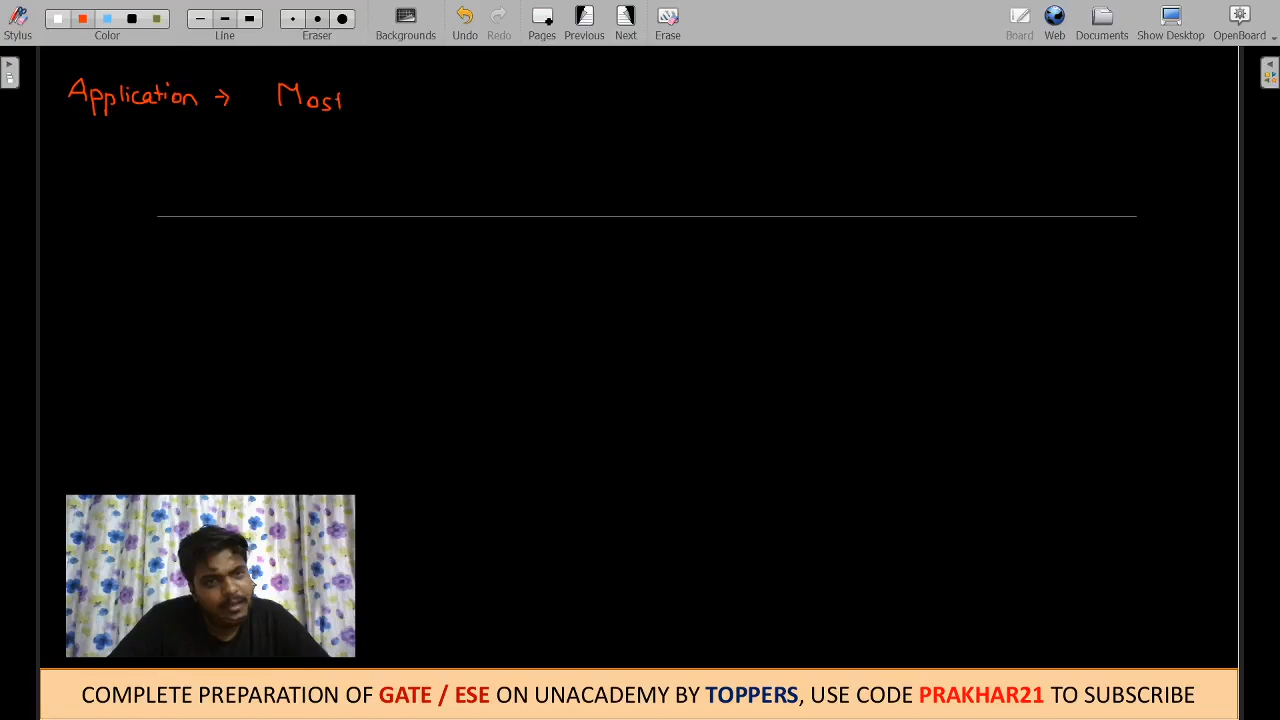 Stylus
Color
Line
Eraser
Backgrounds
Undo
Redo
Pages
Previous
Next
Erase
Board
Web
Documents
Show Desktop
OpenBoard
Application → Most
COMPLETE PREPARATION OF GATE / ESE ON UNACADEMY BY TOPPERS, USE CODE PRAKHAR21 TO SUBSCRIBE